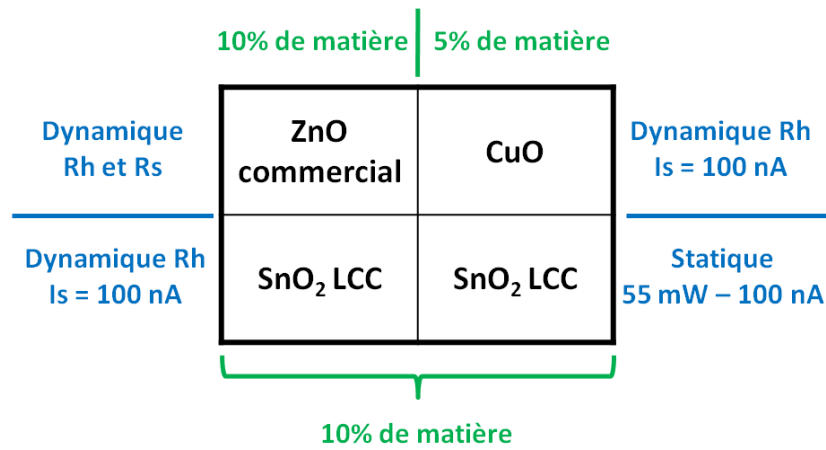 10% de matière
5% de matière
Dynamique
Rh et Rs
ZnO
commercial
CuO
Dynamique Rh
Is = 100 nA
Dynamique Rh
Is = 100 nA
SnO₂ LCC
SnO₂ LCC
Statique
55 mW – 100 nA
10% de matière